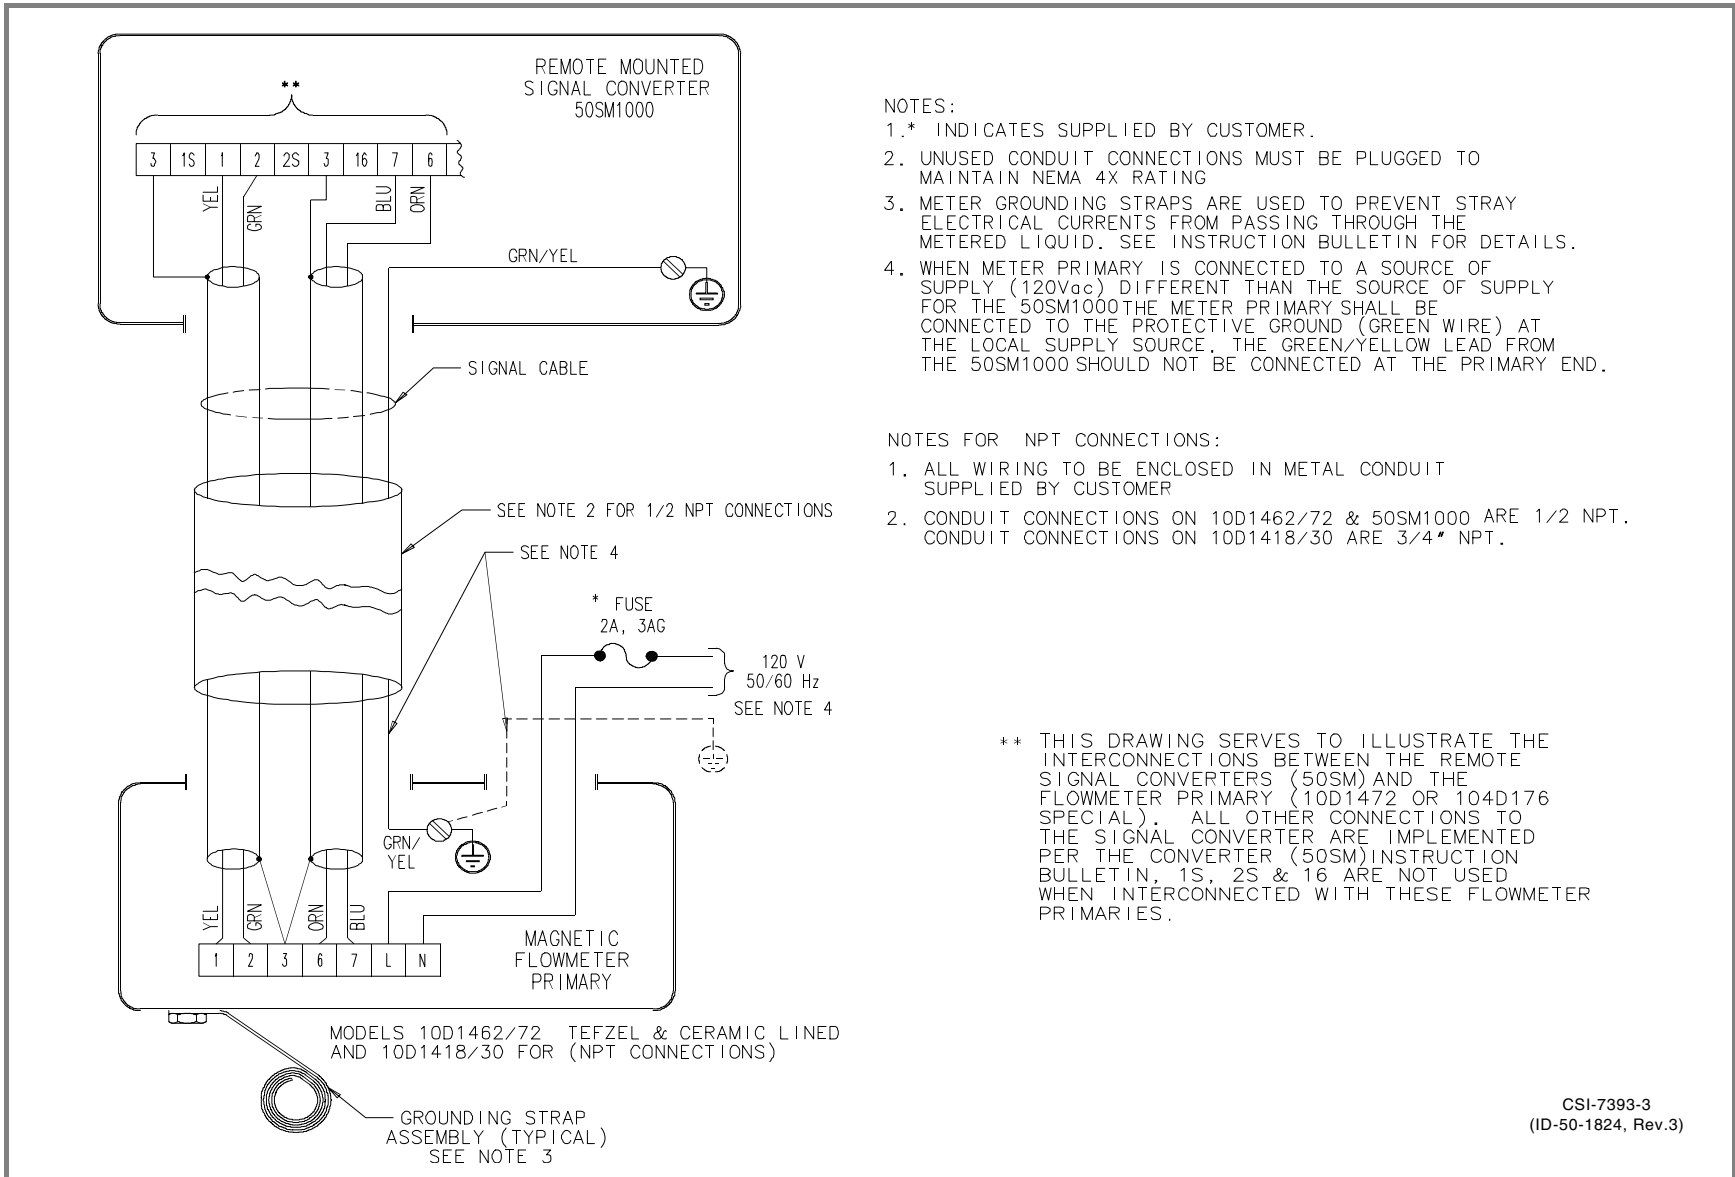 REMOTE MOUNTED
SIGNAL CONVERTER
50SM1000
**
3 1S 1 2 2S 3 16 7 6
YEL
GRN
BLU
ORN
GRN/YEL
SIGNAL CABLE
SEE NOTE 2 FOR 1/2 NPT CONNECTIONS
SEE NOTE 4
* FUSE
2A, 3AG
120 V
50/60 Hz
SEE NOTE 4
GRN/
YEL
YEL
GRN
ORN
BLU
1 2 3 6 7 L N
MAGNETIC
FLOWMETER
PRIMARY
MODELS 10D1462/72 TEFZEL & CERAMIC LINED
AND 10D1418/30 FOR (NPT CONNECTIONS)
GROUNDING STRAP
ASSEMBLY (TYPICAL)
SEE NOTE 3
NOTES:
1.* INDICATES SUPPLIED BY CUSTOMER.
2. UNUSED CONDUIT CONNECTIONS MUST BE PLUGGED TO
MAINTAIN NEMA 4X RATING
3. METER GROUNDING STRAPS ARE USED TO PREVENT STRAY
ELECTRICAL CURRENTS FROM PASSING THROUGH THE
METERED LIQUID. SEE INSTRUCTION BULLETIN FOR DETAILS.
4. WHEN METER PRIMARY IS CONNECTED TO A SOURCE OF
SUPPLY (120Vac) DIFFERENT THAN THE SOURCE OF SUPPLY
FOR THE 50SM1000 THE METER PRIMARY SHALL BE
CONNECTED TO THE PROTECTIVE GROUND (GREEN WIRE) AT
THE LOCAL SUPPLY SOURCE. THE GREEN/YELLOW LEAD FROM
THE 50SM1000 SHOULD NOT BE CONNECTED AT THE PRIMARY END.
NOTES FOR NPT CONNECTIONS:
1. ALL WIRING TO BE ENCLOSED IN METAL CONDUIT
SUPPLIED BY CUSTOMER
2. CONDUIT CONNECTIONS ON 10D1462/72 & 50SM1000 ARE 1/2 NPT.
CONDUIT CONNECTIONS ON 10D1418/30 ARE 3/4" NPT.
** THIS DRAWING SERVES TO ILLUSTRATE THE
INTERCONNECTIONS BETWEEN THE REMOTE
SIGNAL CONVERTERS (50SM) AND THE
FLOWMETER PRIMARY (10D1472 OR 104D176
SPECIAL). ALL OTHER CONNECTIONS TO
THE SIGNAL CONVERTER ARE IMPLEMENTED
PER THE CONVERTER (50SM) INSTRUCTION
BULLETIN, 1S, 2S & 16 ARE NOT USED
WHEN INTERCONNECTED WITH THESE FLOWMETER
PRIMARIES.
CSI-7393-3
(ID-50-1824, Rev.3)